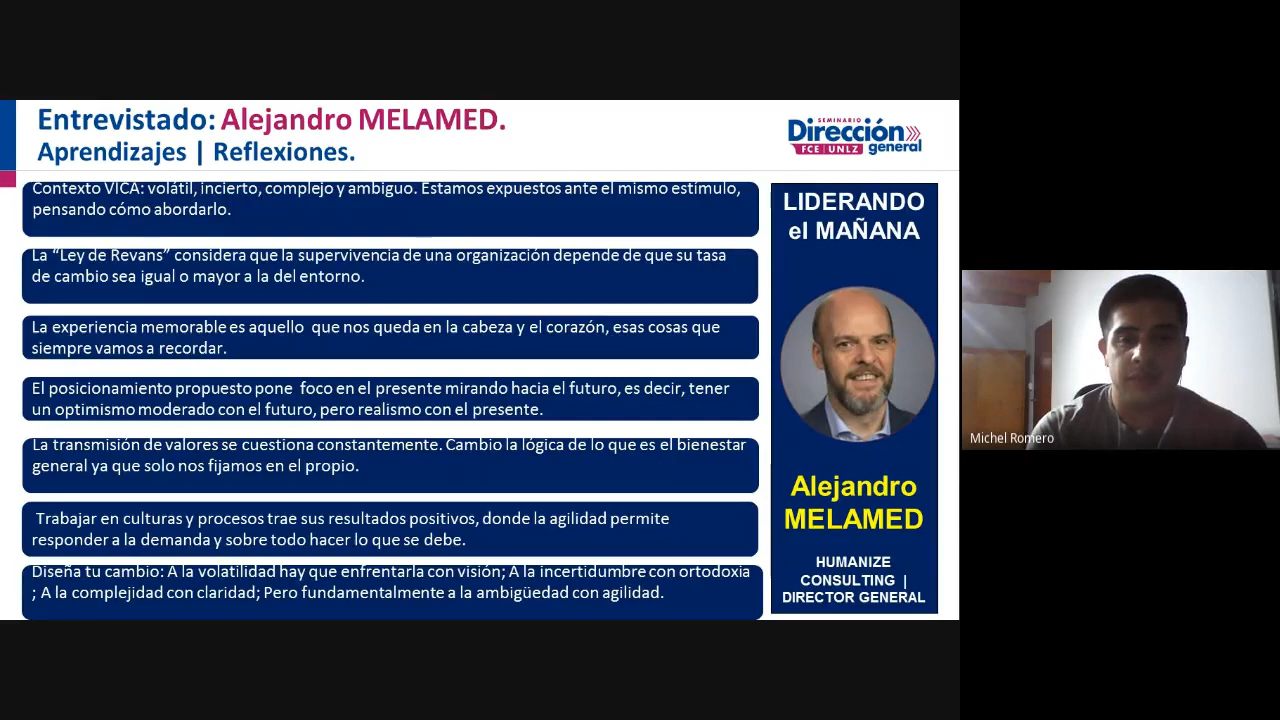 Entrevistado: Alejandro MELAMED.
Aprendizajes | Reflexiones.
SEMINARIO
Dirección
FCE UNLZ general
Contexto VICA: volátil, incierto, complejo y ambiguo. Estamos expuestos ante el mismo estímulo,
pensando cómo abordarlo.
La “Ley de Revans” considera que la supervivencia de una organización depende de que su tasa
de cambio sea igual o mayor a la del entorno.
La experiencia memorable es aquello que nos queda en la cabeza y el corazón, esas cosas que
siempre vamos a recordar.
El posicionamiento propuesto pone foco en el presente mirando hacia el futuro, es decir, tener
un optimismo moderado con el futuro, pero realismo con el presente.
La transmisión de valores se cuestiona constantemente. Cambio la lógica de lo que es el bienestar
general ya que solo nos fijamos en el propio.
Trabajar en culturas y procesos trae sus resultados positivos, donde la agilidad permite
responder a la demanda y sobre todo hacer lo que se debe.
Diseña tu cambio: A la volatilidad hay que enfrentarla con visión; A la incertidumbre con ortodoxia
; A la complejidad con claridad; Pero fundamentalmente a la ambigüedad con agilidad.
LIDERANDO
el MAÑANA
Alejandro
MELAMED
HUMANIZE
CONSULTING |
DIRECTOR GENERAL
Michel Romero